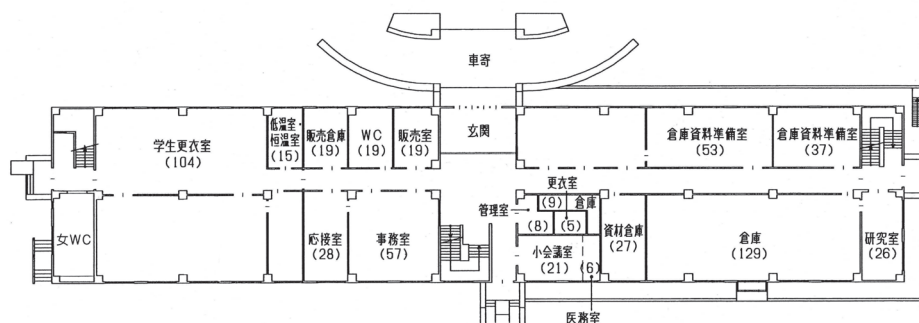 車寄
玄関
学生更衣室
(104)
低温室・
恒温室
(15)
販売倉庫
(19)
WC
(19)
販売室
(19)
倉庫資料準備室
(53)
倉庫資料準備室
(37)
女WC
応接室
(28)
事務室
(57)
更衣室
(9)
倉庫
管理室
(8)
(5)
小会議室
(21)
(6)
医務室
資材倉庫
(27)
倉庫
(129)
研究室
(26)